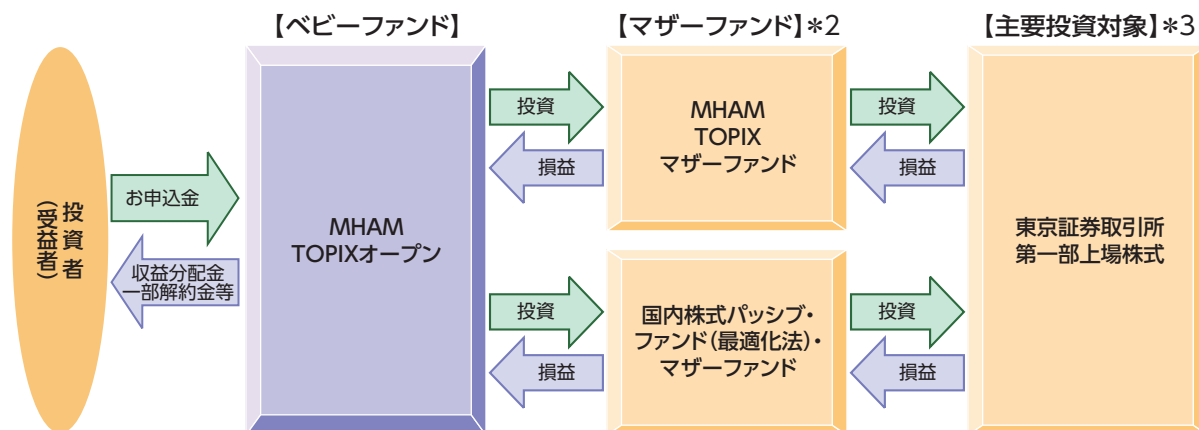 【ベビーファンド】
【マザーファンド】*2
【主要投資対象】*3
投資者
(受益者)
お申込金
収益分配金
一部解約金等
MHAM
TOPIXオープン
投資
損益
投資
損益
MHAM
TOPIX
マザーファンド
国内株式パッシブ・
ファンド(最適化法)・
マザーファンド
投資
損益
投資
損益
東京証券取引所
第一部上場株式